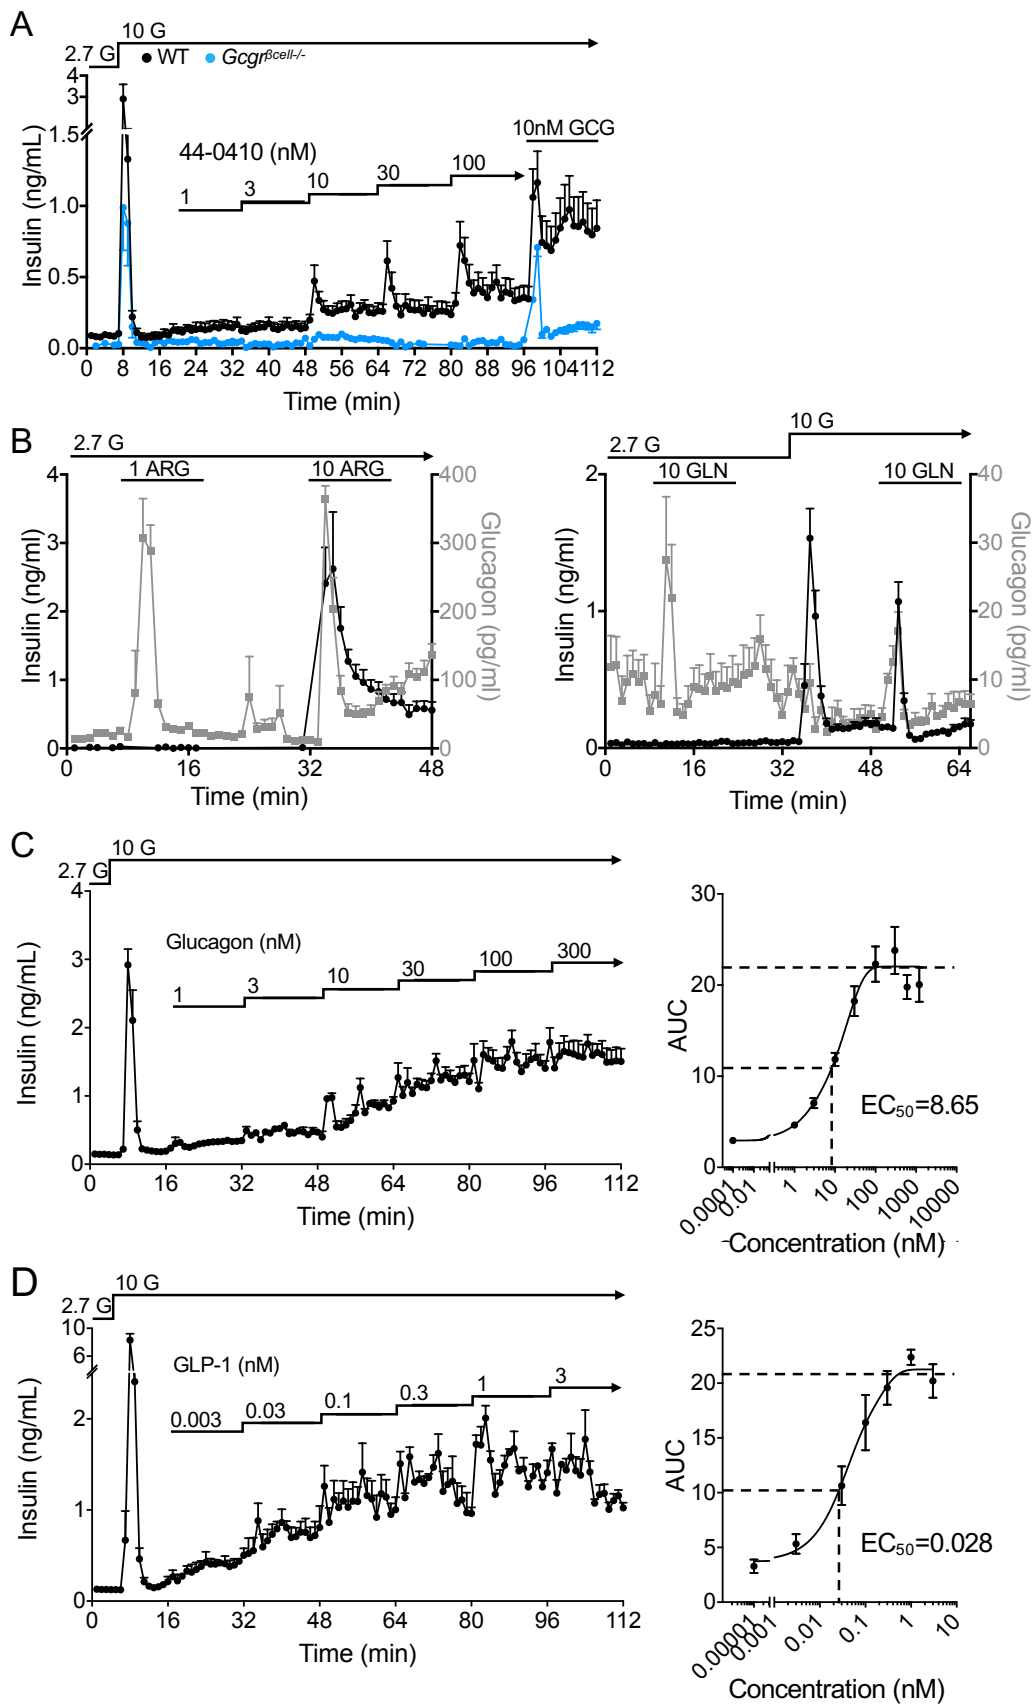 A
10 G
2.7 G
WT Gcgrβcell-/-
4
3
1.5
1.0
0.5
0.0
Insulin (ng/mL)
44-0410 (nM)
1 3 10 30 100
10nM GCG
0 8 16 24 32 40 48 56 64 72 80 88 96 104 112
Time (min)
B
2.7 G
1 ARG 10 ARG
4
3
2
1
0
Insulin (ng/ml)
400
300
200
100
0
Glucagon (pg/ml)
0 16 32 48
Time (min)
10 G
2.7 G
10 GLN 10 GLN
2
1
0
Insulin (ng/ml)
40
30
20
10
0
Glucagon (pg/ml)
0 16 32 48 64
Time (min)
C
10 G
2.7 G
4
3
2
1
0
Insulin (ng/mL)
Glucagon (nM)
1 3 10 30 100 300
0 16 32 48 64 80 96 112
Time (min)
30
20
10
0
AUC
EC50=8.65
0.0001 0.01 1 10 100 1000 10000
Concentration (nM)
D
10 G
2.7 G
10
6
2
1
0
Insulin (ng/mL)
GLP-1 (nM)
0.003 0.03 0.1 0.3 1 3
0 16 32 48 64 80 96 112
Time (min)
25
20
15
10
5
0
AUC
EC50=0.028
0.00001 0.001 0.01 0.1 1 10
Concentration (nM)